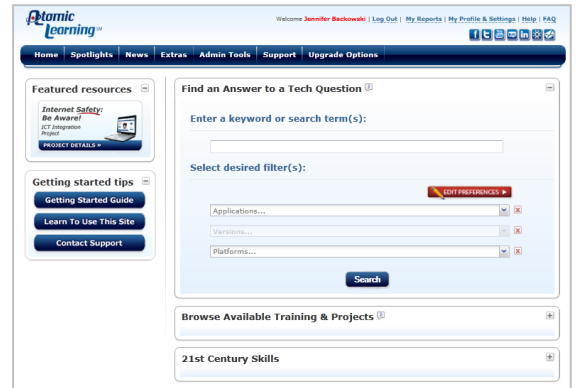 Atomic Learning
Welcome Jennifer Backowski | Log Out | My Reports | My Profile & Settings | Help | FAQ
Home Spotlights News Extras Admin Tools Support Upgrade Options
Featured resources
Internet Safety:
Be Aware!
ICT Integration
Project
PROJECT DETAILS »
Getting started tips
Getting Started Guide
Learn To Use This Site
Contact Support
Find an Answer to a Tech Question
Enter a keyword or search term(s):
Select desired filter(s):
EDIT PREFERENCES
Applications...
Versions...
Platforms...
Search
Browse Available Training & Projects
21st Century Skills